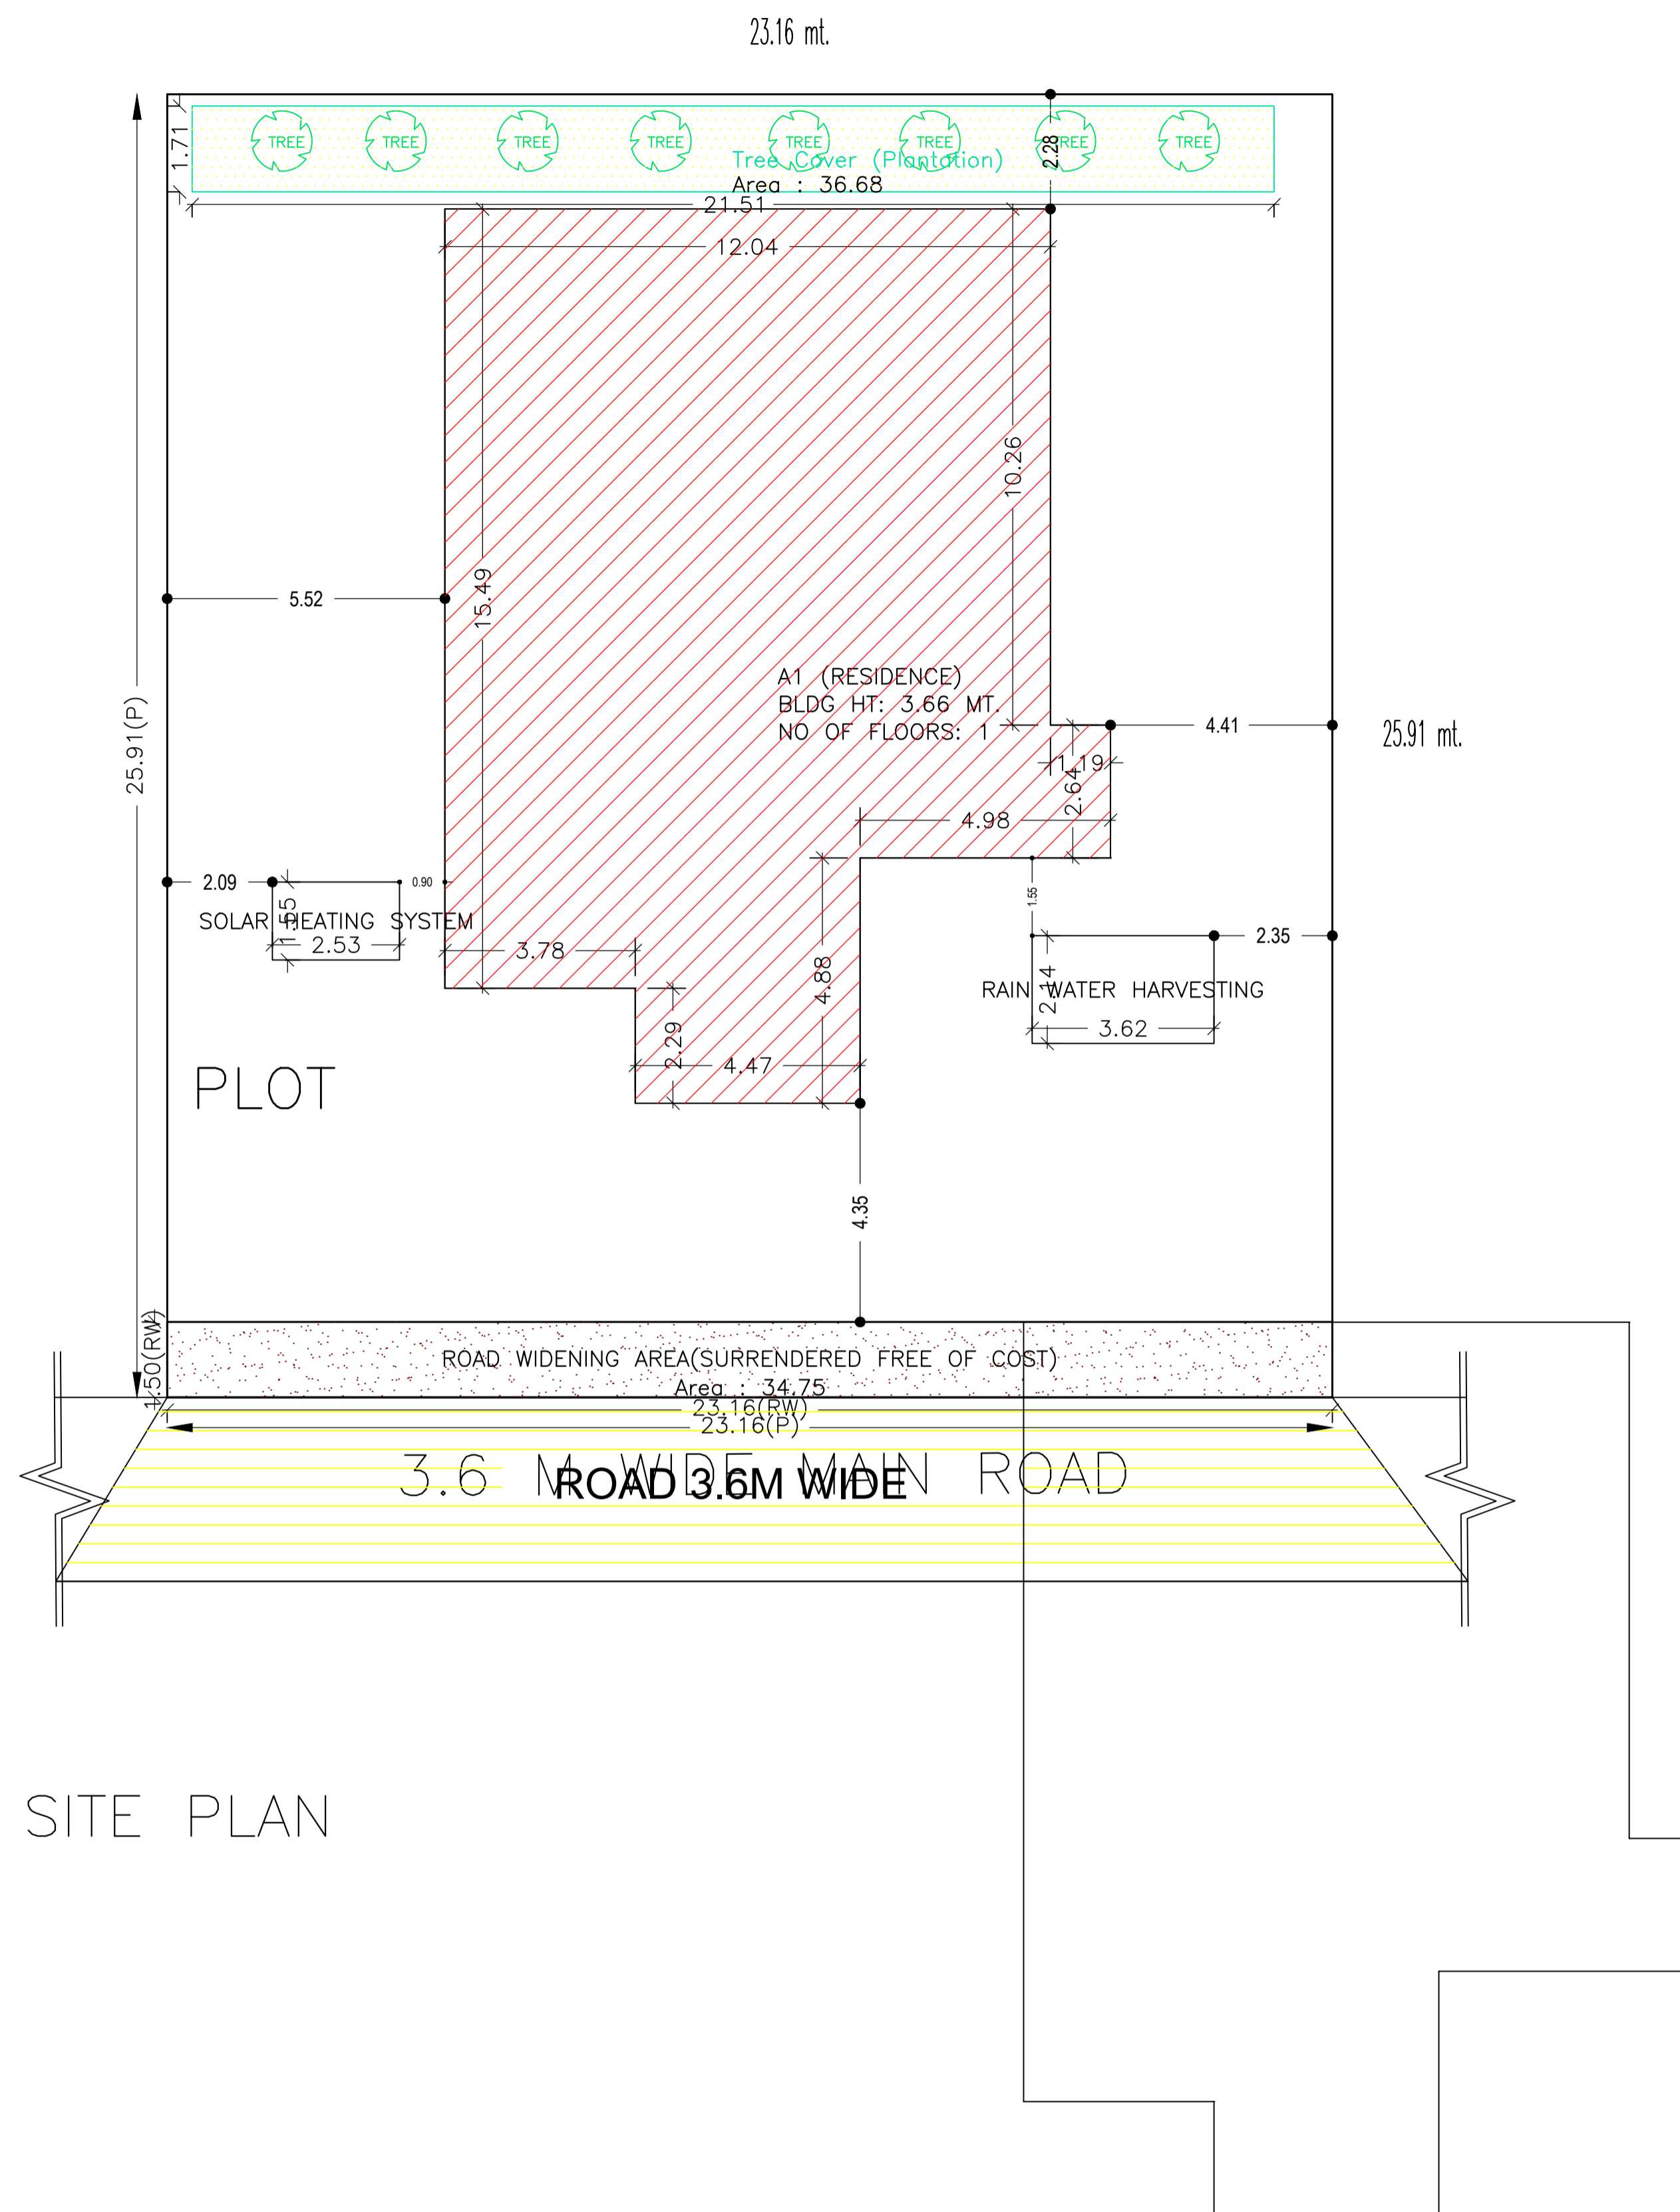 23.16 mt.
1.71
TREE
TREE
TREE
TREE
TREE
TREE
TREE
TREE
2.28
Tree Cover (Plantation)
Area : 36.68
21.51
12.04
10.26
15.49
5.52
A1 (RESIDENCE)
BLDG HT: 3.66 MT.
NO OF FLOORS: 1
4.41
25.91 mt.
25.91(P)
1.19
2.64
4.98
2.09
0.90
1.55
SOLAR HEATING SYSTEM
2.53
1.55
2.35
3.78
4.88
2.14
RAIN WATER HARVESTING
3.62
2.29
4.47
PLOT
4.35
1.50(RW)
ROAD WIDENING AREA(SURRENDERED FREE OF COST)
Area : 34.75
23.16(RW)
23.16(P)
3.6 M WIDE MAIN ROAD
ROAD 3.6M WIDE
SITE PLAN